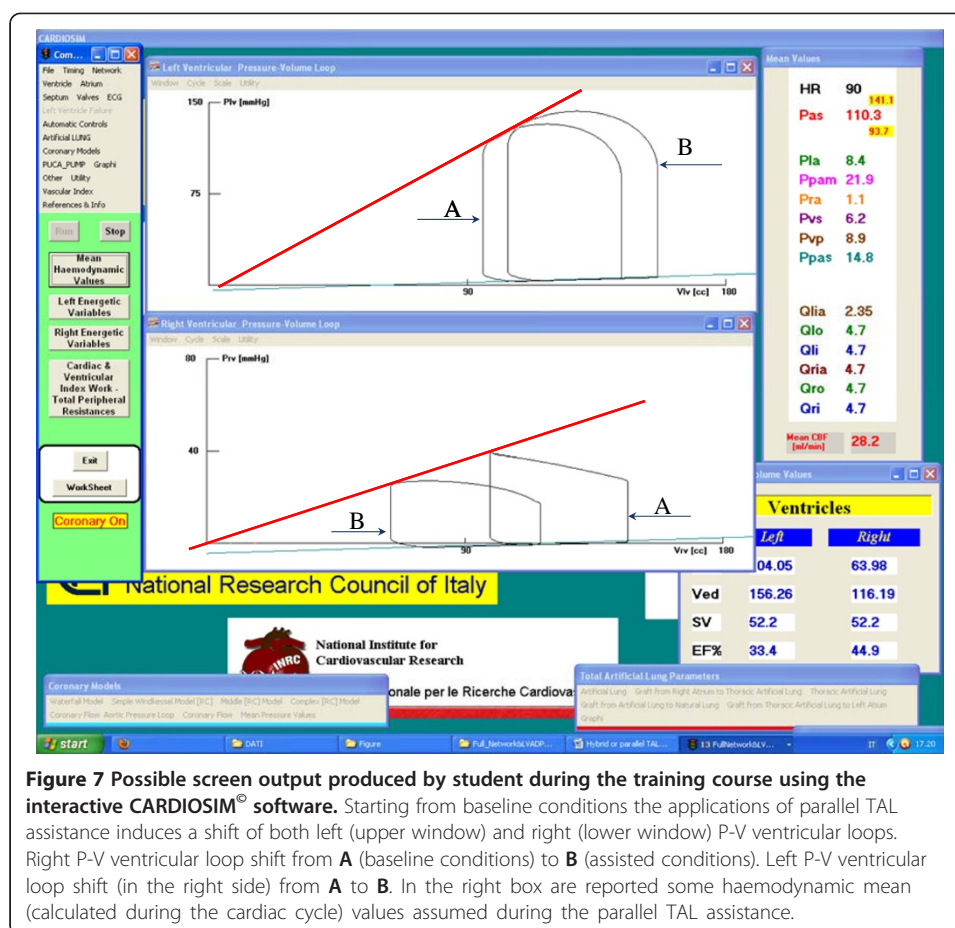 CARDIOSIM
Com...
File Timing Network
Ventricle Atrium
Septum Valves ECG
Left Ventricle Failure
Automatic Controls
Artificial LUNG
Coronary Models
PUCA_PUMP Graphi
Other Utility
Vascular Index
References & Info
Run Stop
Mean
Haemodynamic
Values
Left Energetic
Variables
Right Energetic
Variables
Cardiac &
Ventricular
Index Work -
Total Peripheral
Resistances
Exit
WorkSheet
Coronary On
Left Ventricular Pressure-Volume Loop
Window Cycle Scale Utility
150 Plv [mmHg]
75
A
B
90 Vlv [cc] 180
Right Ventricular Pressure-Volume Loop
Window Cycle Scale Utility
80 Prv [mmHg]
40
B
A
90 Vrv [cc] 180
Mean Values
HR 90
141.1
Pas 110.3
93.7
Pla 8.4
Ppam 21.9
Pra 1.1
Pvs 6.2
Pvp 8.9
Ppas 14.8
Qlia 2.35
Qlo 4.7
Qli 4.7
Qria 4.7
Qro 4.7
Qri 4.7
Mean CBF
[ml/min] 28.2
olume Values
Ventricles
Left Right
04.05 63.98
Ved 156.26 116.19
SV 52.2 52.2
EF% 33.4 44.9
National Research Council of Italy
INRC
National Institute for
Cardiovascular Research
onale per le Ricerche Cardiova
Coronary Models
Waterfall Model Simple Windkessel Model [RC] Middle [RC] Model Complex [RC] Model
Coronary Flow Aortic Pressure Loop Coronary Flow Mean Pressure Values
Total Artificial Lung Parameters
Artificial Lung Graft from Right Atrium to Thoracic Artificial Lung Thoracic Artificial Lung
Graft from Artificial Lung to Natural Lung Graft from Thoracic Artificial Lung to Left Atium
Graphi
start DATI Figure Full_Network&LVADP... Hybrid or parallel TAL... 13 FullNetwork&LV... IT 17.20
Figure 7 Possible screen output produced by student during the training course using the
interactive CARDIOSIM© software. Starting from baseline conditions the applications of parallel TAL
assistance induces a shift of both left (upper window) and right (lower window) P-V ventricular loops.
Right P-V ventricular loop shift from A (baseline conditions) to B (assisted conditions). Left P-V ventricular
loop shift (in the right side) from A to B. In the right box are reported some haemodynamic mean
(calculated during the cardiac cycle) values assumed during the parallel TAL assistance.